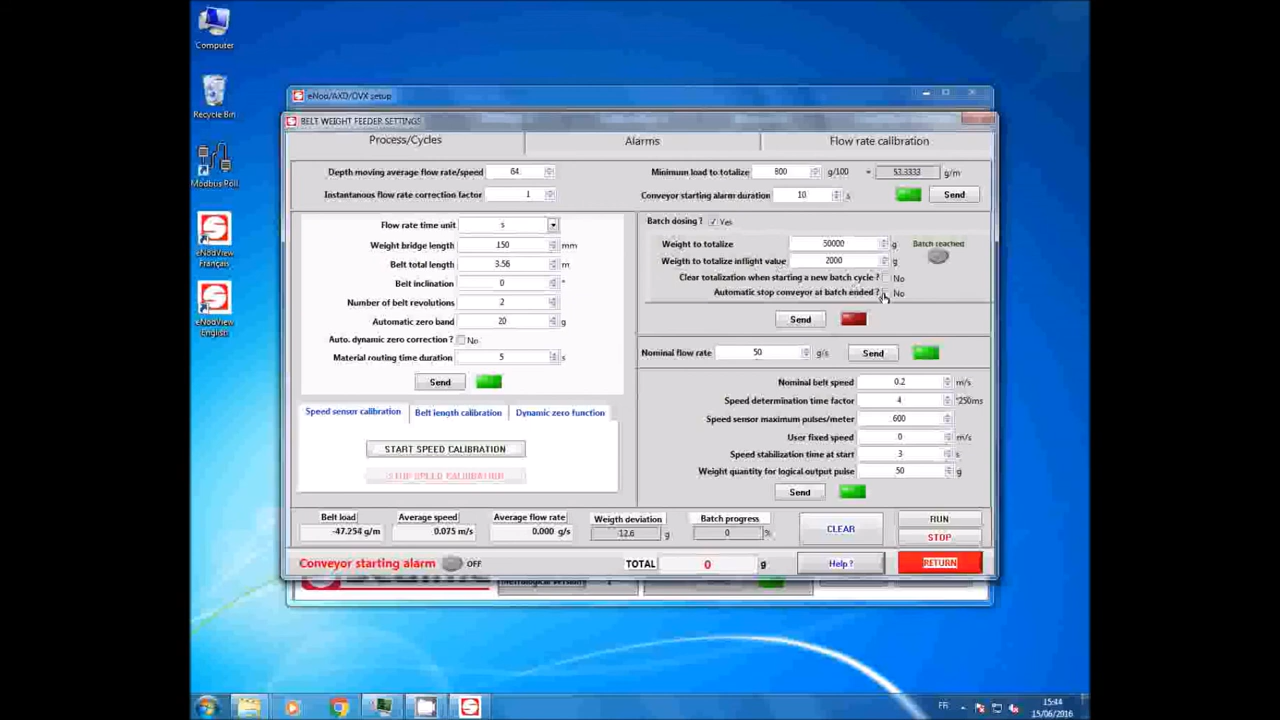 Computer
Recycle Bin
Modbus Poll
eNodView
Français
eNodView
English
eNod/AXD/OVX setup
BELT WEIGHT FEEDER SETTINGS
Process/Cycles Alarms Flow rate calibration
Depth moving average flow rate/speed 64
Instantaneous flow rate correction factor 1
Minimum load to totalize 800 g/100 = 53.3333 g/m
Conveyor starting alarm duration 10 s Send
Flow rate time unit s
Weight bridge length 150 mm
Belt total length 3.56 m
Belt inclination 0 °
Number of belt revolutions 2
Automatic zero band 20 g
Auto. dynamic zero correction ? No
Material routing time duration 5 s
Send
Speed sensor calibration Belt length calibration Dynamic zero function
START SPEED CALIBRATION
STOP SPEED CALIBRATION
Batch dosing ? Yes
Weight to totalize 50000 g Batch reached
Weigth to totalize inflight value 2000 g
Clear totalization when starting a new batch cycle ? No
Automatic stop conveyor at batch ended ? No
Send
Nominal flow rate 50 g/s Send
Nominal belt speed 0.2 m/s
Speed determination time factor 4 *250ms
Speed sensor maximum pulses/meter 600
User fixed speed 0 m/s
Speed stabilization time at start 3 s
Weight quantity for logical output pulse 50 g
Send
Belt load Average speed Average flow rate Weigth deviation Batch progress
-47.254 g/m 0.075 m/s 0.000 g/s 12.6 g 0 %
CLEAR
RUN
STOP
Conveyor starting alarm OFF TOTAL 0 g Help ? RETURN
FR
15:44
15/06/2016